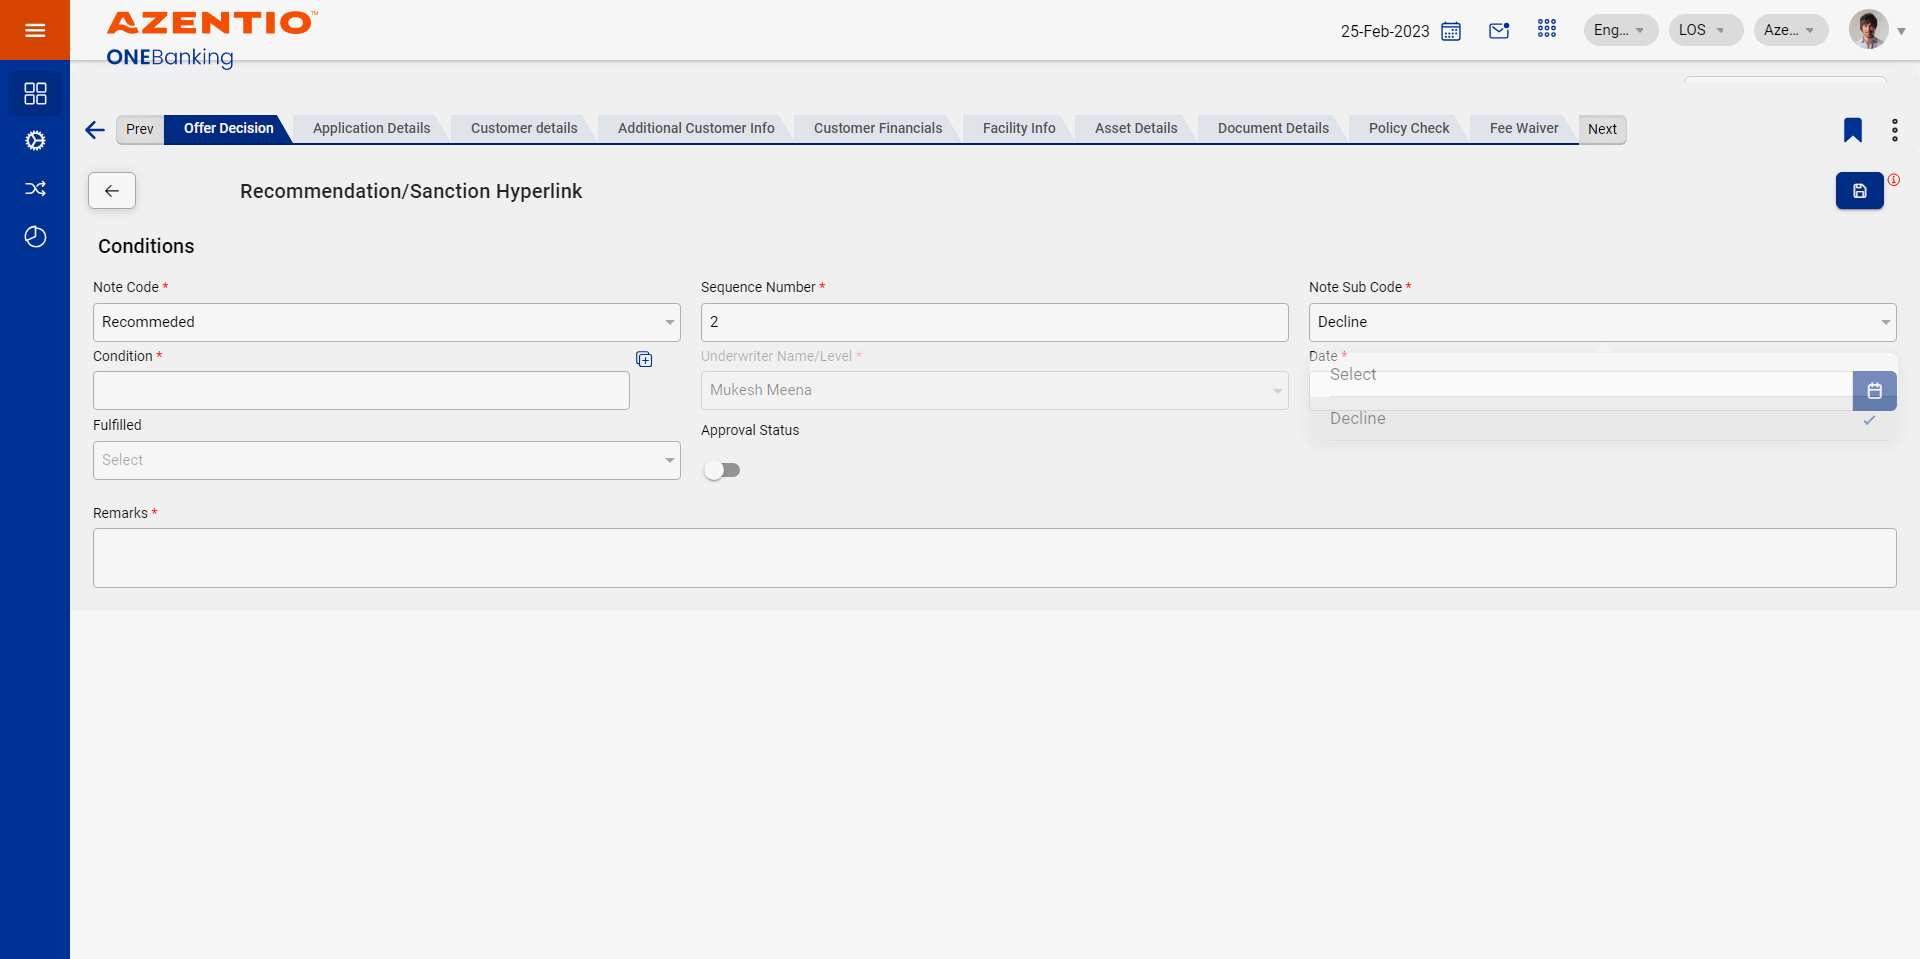 AZENTIO™
ONEBanking
25-Feb-2023
Eng...
LOS
Aze...
Prev
Offer Decision
Application Details
Customer details
Additional Customer Info
Customer Financials
Facility Info
Asset Details
Document Details
Policy Check
Fee Waiver
Next
Recommendation/Sanction Hyperlink
Conditions
Note Code *
Sequence Number *
Note Sub Code *
Recommeded
2
Decline
Condition *
Underwriter Name/Level *
Date *
Select
Mukesh Meena
Decline
Fulfilled
Approval Status
Select
Remarks *